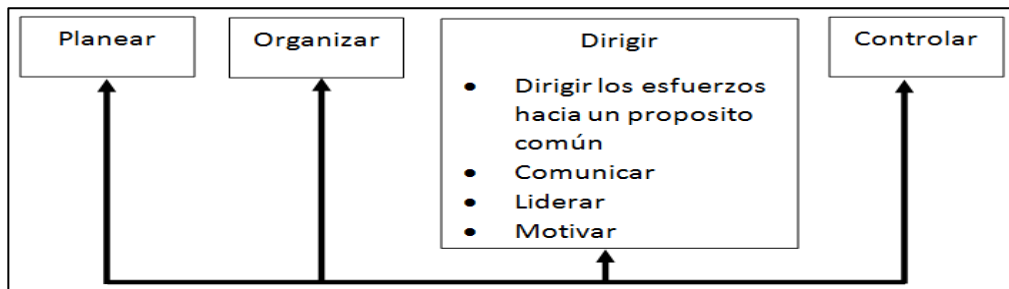 Planear
Organizar
Dirigir
• Dirigir los esfuerzos
hacia un proposito
común
• Comunicar
• Liderar
• Motivar
Controlar